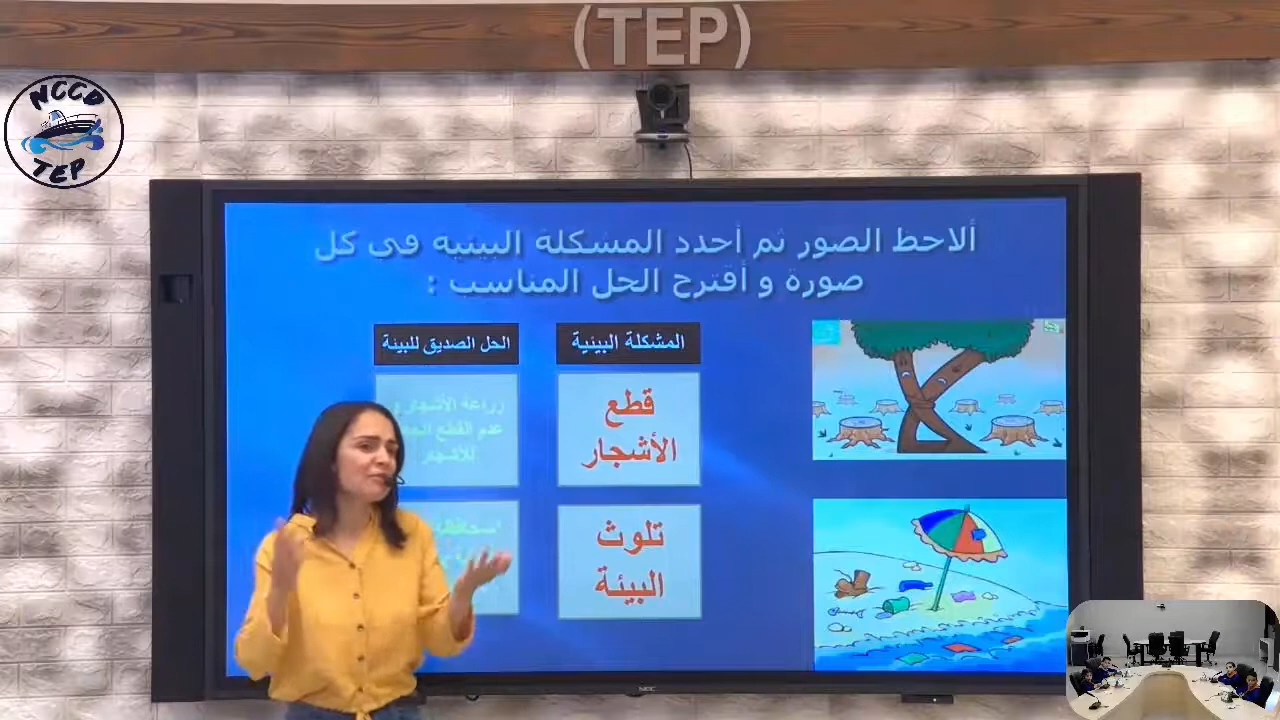 (TEP)
NCCD
TEP
ألاحظ الصور ثم أحدد المشكلة البيئية في كل
صورة و أقترح الحل المناسب :
المشكلة البيئية
الحل الصديق للبيئة
قطع
الأشجار
زراعة الأشجار و
عدم القطع
للأشجار
تلوث
البيئة
NEC